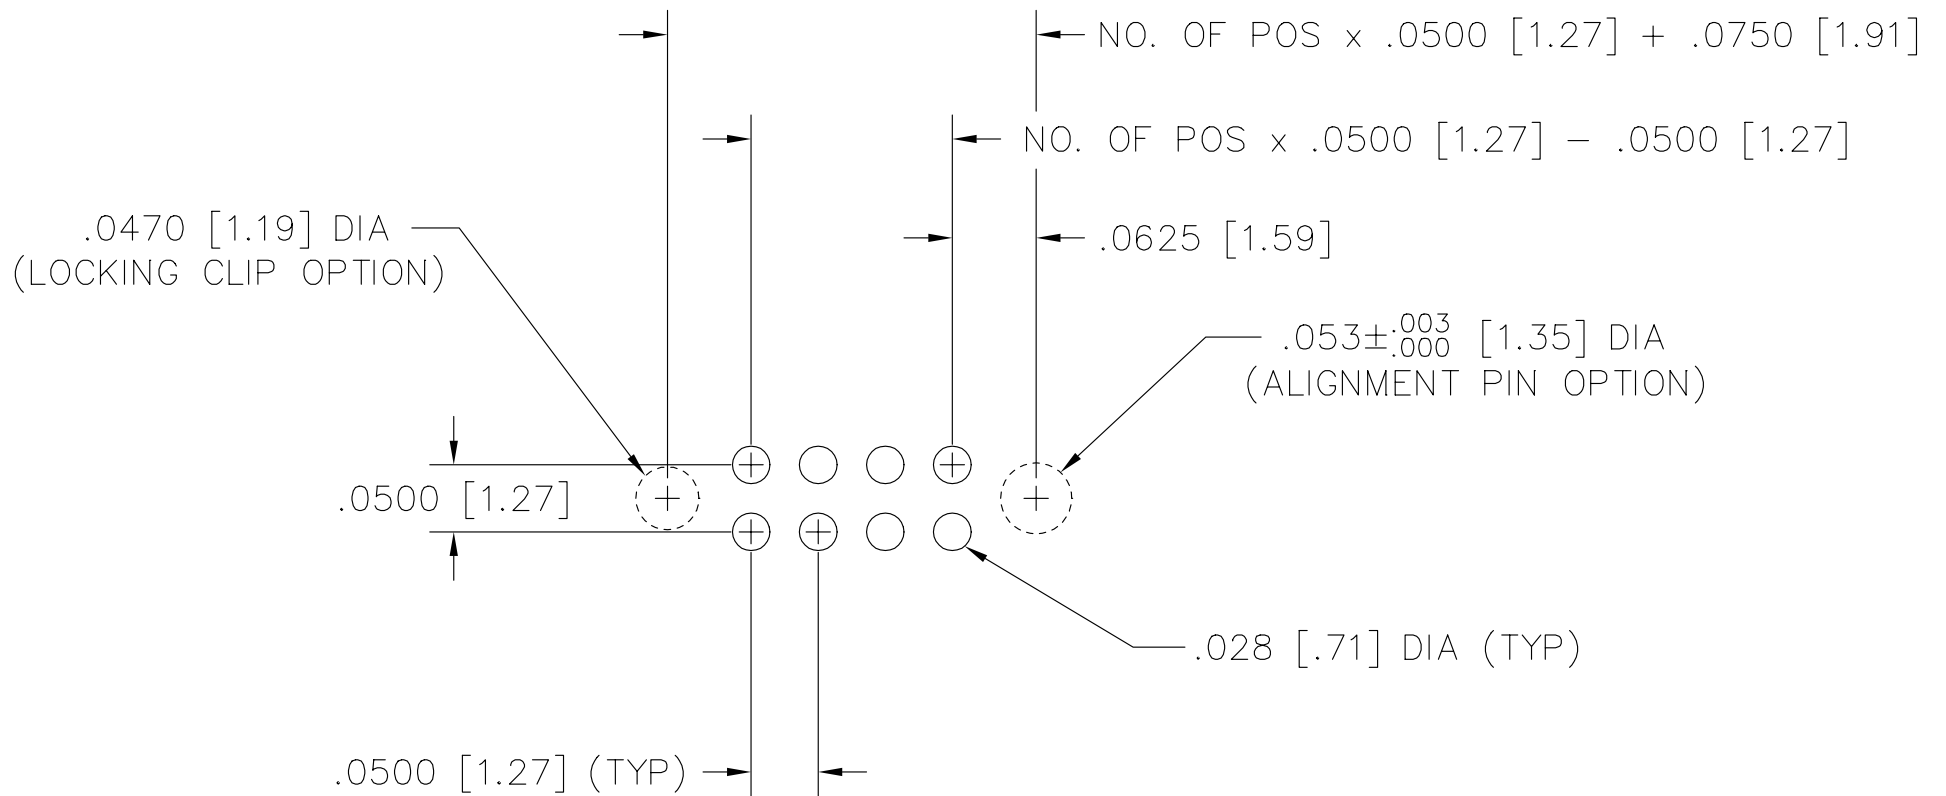 NO. OF POS x .0500 [1.27] + .0750 [1.91]
NO. OF POS x .0500 [1.27] - .0500 [1.27]
.0470 [1.19] DIA
(LOCKING CLIP OPTION)
.0625 [1.59]
.053±.003 .000 [1.35] DIA
(ALIGNMENT PIN OPTION)
.0500 [1.27]
.028 [.71] DIA (TYP)
.0500 [1.27] (TYP)